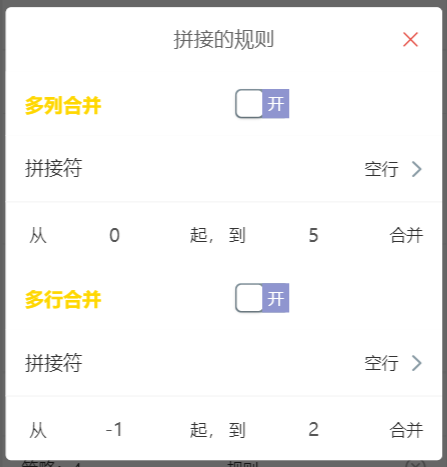 拼接的规则
多列合并 开
拼接符 空行
从 0 起， 到 5 合并
多行合并 开
拼接符 空行
从 -1 起， 到 2 合并